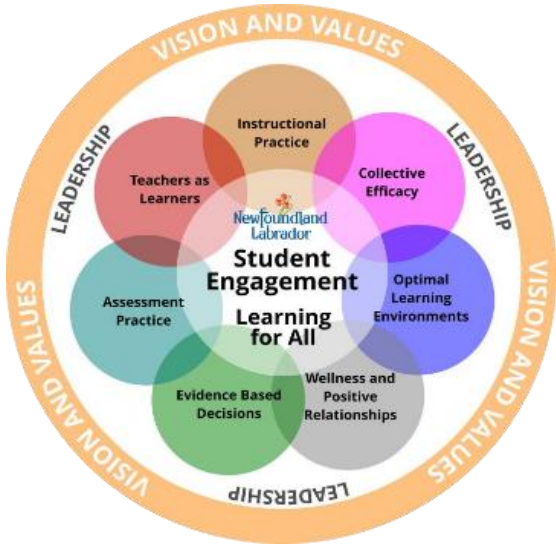 VISION AND VALUES
LEADERSHIP
LEADERSHIP
Instructional
Practice
Teachers as
Learners
Collective
Efficacy
Newfoundland
Labrador
Student
Engagement
Learning
for All
Assessment
Practice
Optimal
Learning
Environments
Evidence Based
Decisions
Wellness and
Positive
Relationships
VISION AND VALUES
VISION AND VALUES
LEADERSHIP